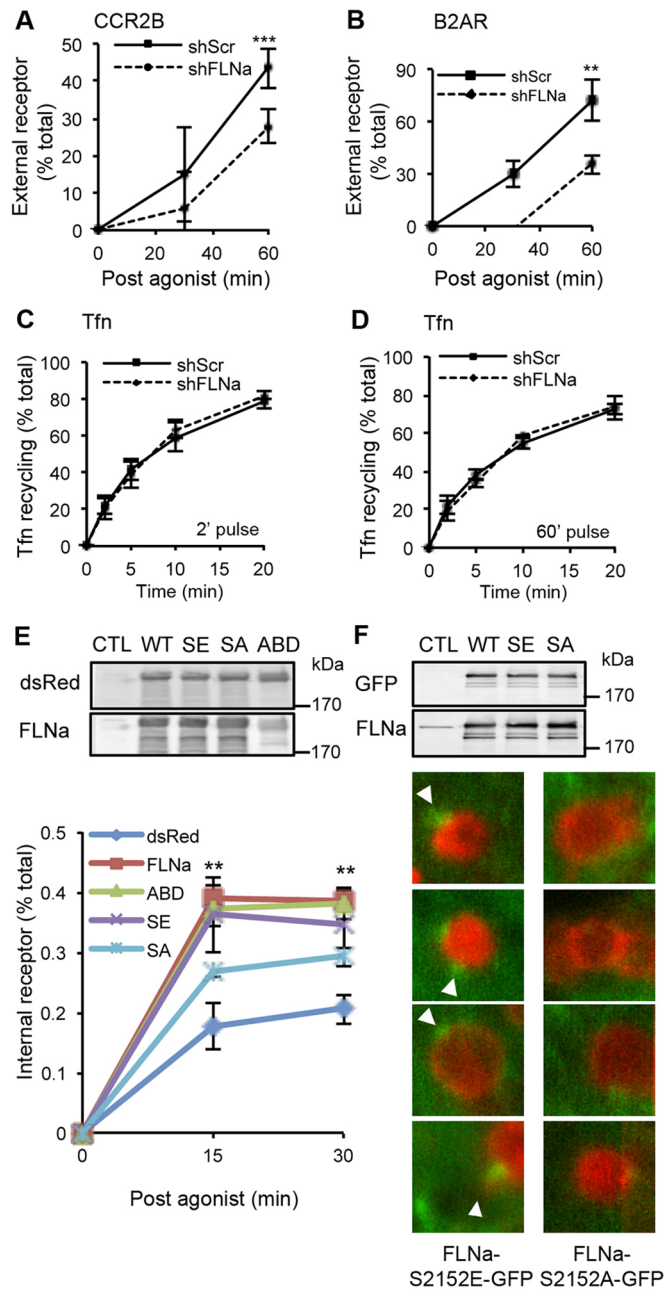 A CCR2B
50
40
30
20
10
0
External receptor
(% total)
shScr
shFLNa
***
0 20 40 60
Post agonist (min)
B B2AR
90
60
30
0
External receptor
(% total)
shScr
shFLNa
**
0 20 40 60
Post agonist (min)
C Tfn
100
80
60
40
20
0
Tfn recycling (% total)
shScr
shFLNa
2' pulse
0 5 10 15 20
Time (min)
D Tfn
100
80
60
40
20
0
Tfn recycling (% total)
shScr
shFLNa
60' pulse
0 5 10 15 20
Time (min)
E
CTL WT SE SA ABD
kDa
dsRed
170
FLNa
170
0.5
0.4
0.3
0.2
0.1
0
Internal receptor (% total)
dsRed
FLNa
ABD
SE
SA
** **
0 15 30
Post agonist (min)
F
CTL WT SE SA
kDa
GFP
170
FLNa
170
FLNa-
S2152E-GFP
FLNa-
S2152A-GFP